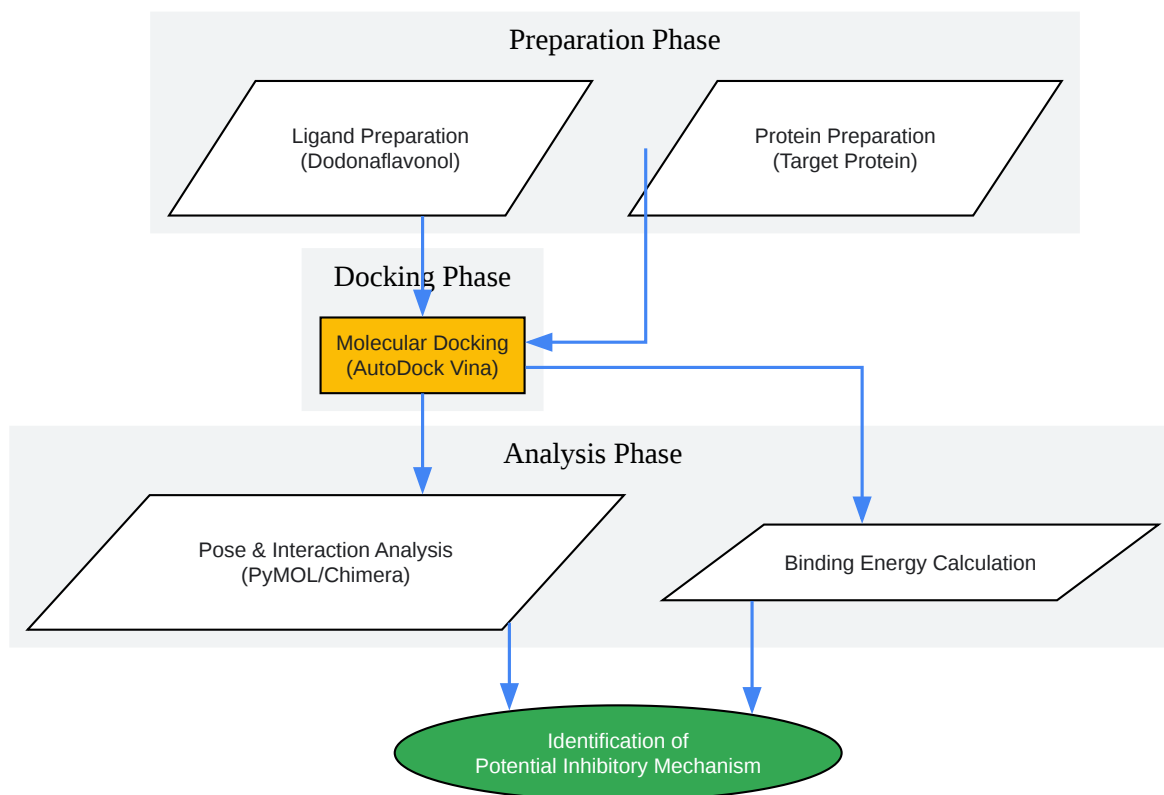 Preparation Phase
Ligand Preparation
(Dodonaflavonol)
Protein Preparation
(Target Protein)
Docking Phase
Molecular Docking
(AutoDock Vina)
Analysis Phase
Pose & Interaction Analysis
(PyMOL/Chimera)
Binding Energy Calculation
Identification of
Potential Inhibitory Mechanism